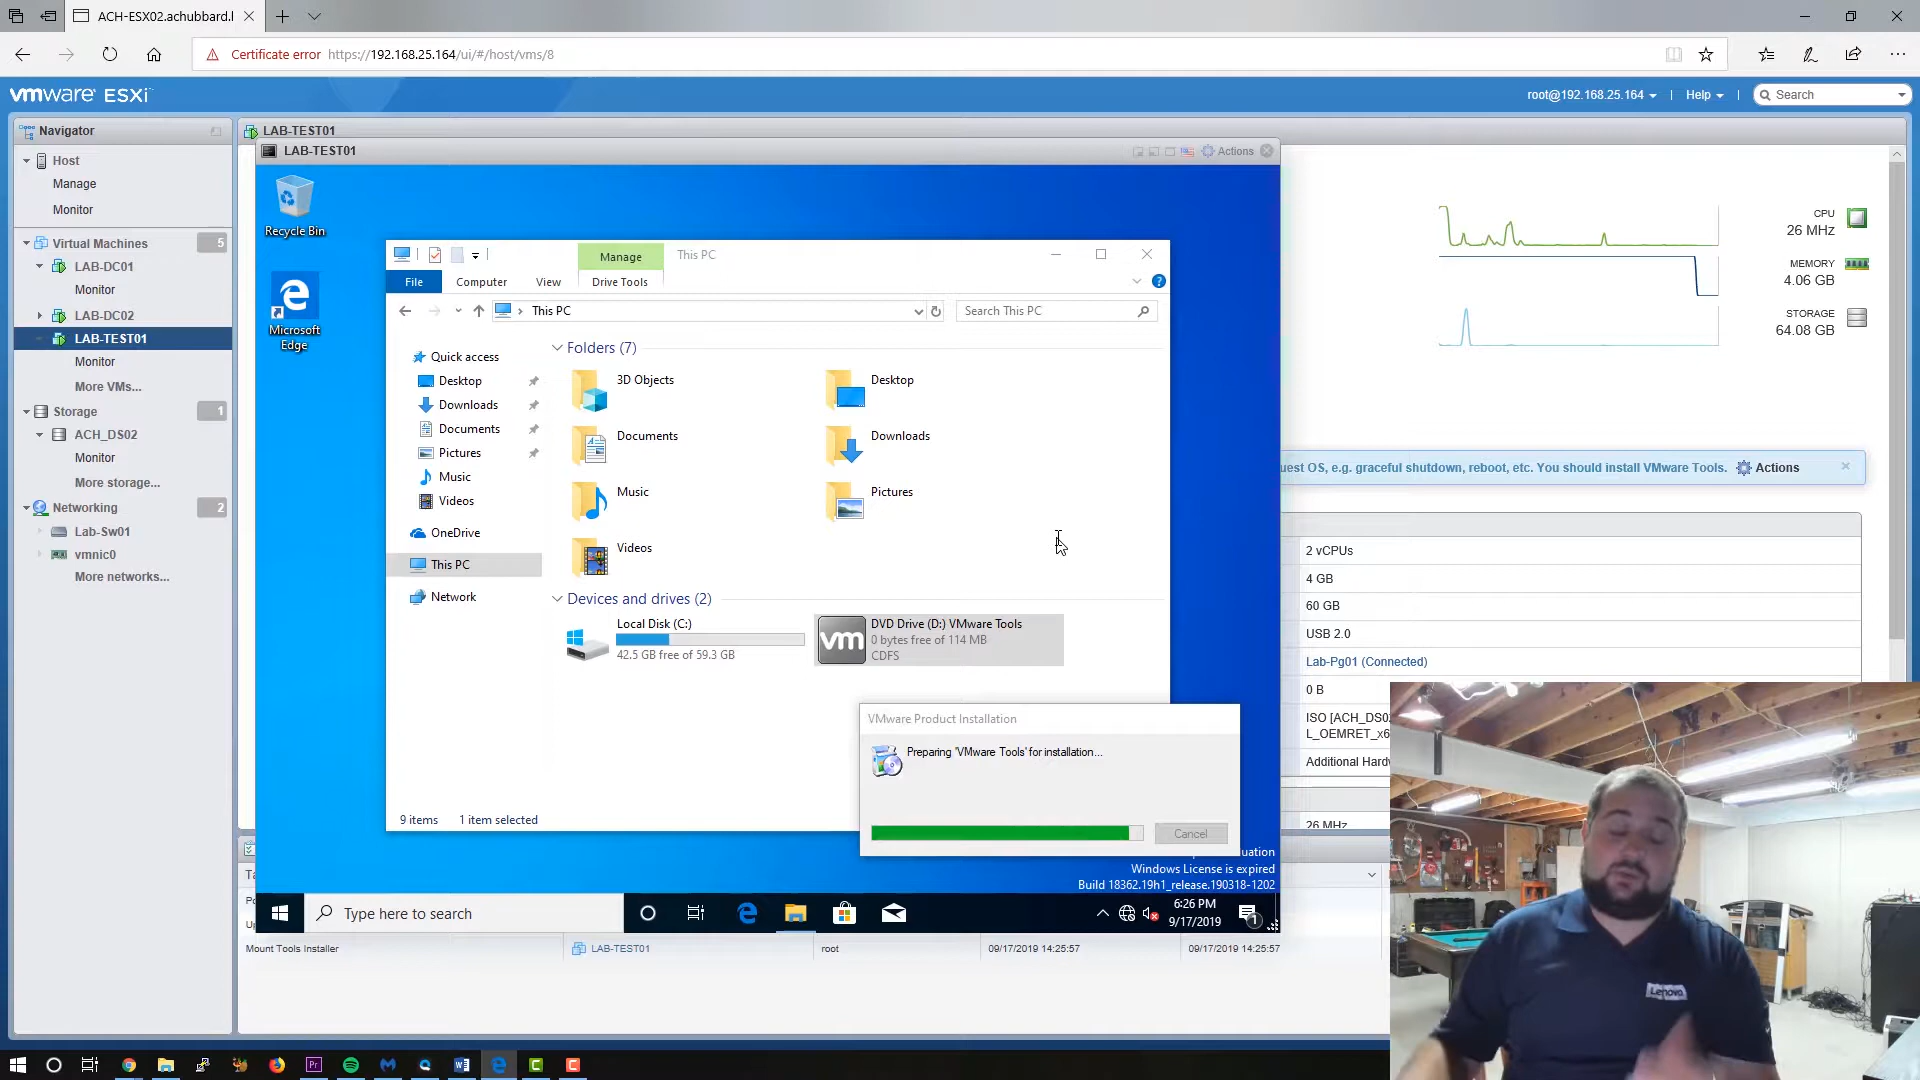 ACH-ESX02.achubbard.l
Certificate error https://192.168.25.164/ui/#/host/vms/8
vmware ESXi
root@192.168.25.164
Help
Search
Navigator
Host
Manage
Monitor
Virtual Machines 5
LAB-DC01
Monitor
LAB-DC02
LAB-TEST01
Monitor
More VMs...
Storage 1
ACH_DS02
Monitor
More storage...
Networking 2
Lab-Sw01
vmnic0
More networks...
LAB-TEST01
LAB-TEST01
Actions
Recycle Bin
Microsoft
Edge
Manage
This PC
File
Computer
View
Drive Tools
This PC
Search This PC
Quick access
Desktop
Downloads
Documents
Pictures
Music
Videos
OneDrive
This PC
Network
Folders (7)
3D Objects
Desktop
Documents
Downloads
Music
Pictures
Videos
Devices and drives (2)
Local Disk (C:)
42.5 GB free of 59.3 GB
vm
DVD Drive (D:) VMware Tools
0 bytes free of 114 MB
CDFS
9 items
1 item selected
VMware Product Installation
Preparing 'VMware Tools' for installation...
Cancel
Windows License is expired
Build 18362.19h1_release.190318-1202
Type here to search
6:26 PM
9/17/2019
1
CPU
26 MHz
MEMORY
4.06 GB
STORAGE
64.08 GB
uest OS, e.g. graceful shutdown, reboot, etc. You should install VMware Tools.
Actions
2 vCPUs
4 GB
60 GB
USB 2.0
Lab-Pg01 (Connected)
0 B
ISO [ACH_DS02
L_OEMRET_x6
Additional Hardw
26 MHz
Mount Tools Installer
LAB-TEST01
root
09/17/2019 14:25:57
09/17/2019 14:25:57
Lenovo